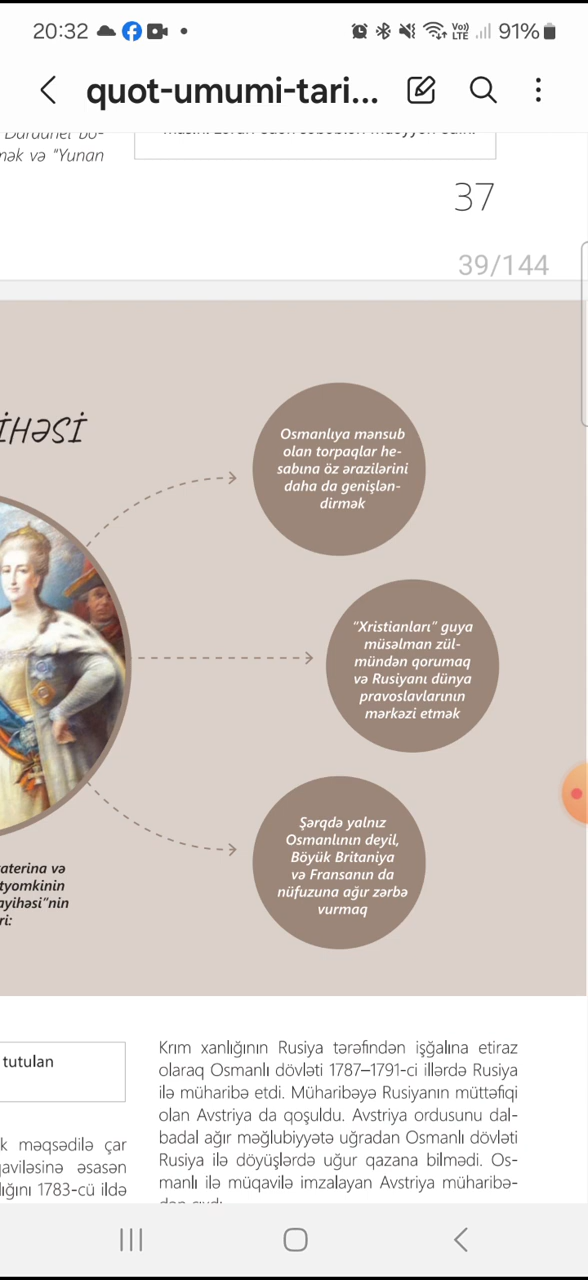 20:32
Vo))
LTE
91%
quot-umumi-tari...
mək və "Yunan
37
39/144
İHƏSİ
Osmanlıya mənsub
olan torpaqlar he-
sabına öz ərazilərini
daha da genişlən-
dirmək
"Xristianları" guya
müsəlman zül-
mündən qorumaq
və Rusiyanı dünya
pravoslavlarının
mərkəzi etmək
Şərqdə yalnız
Osmanlının deyil,
Böyük Britaniya
və Fransanın da
nüfuzuna ağır zərbə
vurmaq
aterina və
tyomkinin
ayihəsi"nin
ri:
tutulan
k məqsədilə çar
qaviləsinə əsasən
lığını 1783-cü ildə
Krım xanlığının Rusiya tərəfindən işğalına etiraz
olaraq Osmanlı dövləti 1787–1791-ci illərdə Rusiya
ilə müharibə etdi. Müharibəyə Rusiyanın müttəfiqi
olan Avstriya da qoşuldu. Avstriya ordusunu dal-
badal ağır məğlubiyyətə uğradan Osmanlı dövləti
Rusiya ilə döyüşlərdə uğur qazana bilmədi. Os-
manlı ilə müqavilə imzalayan Avstriya müharibə-